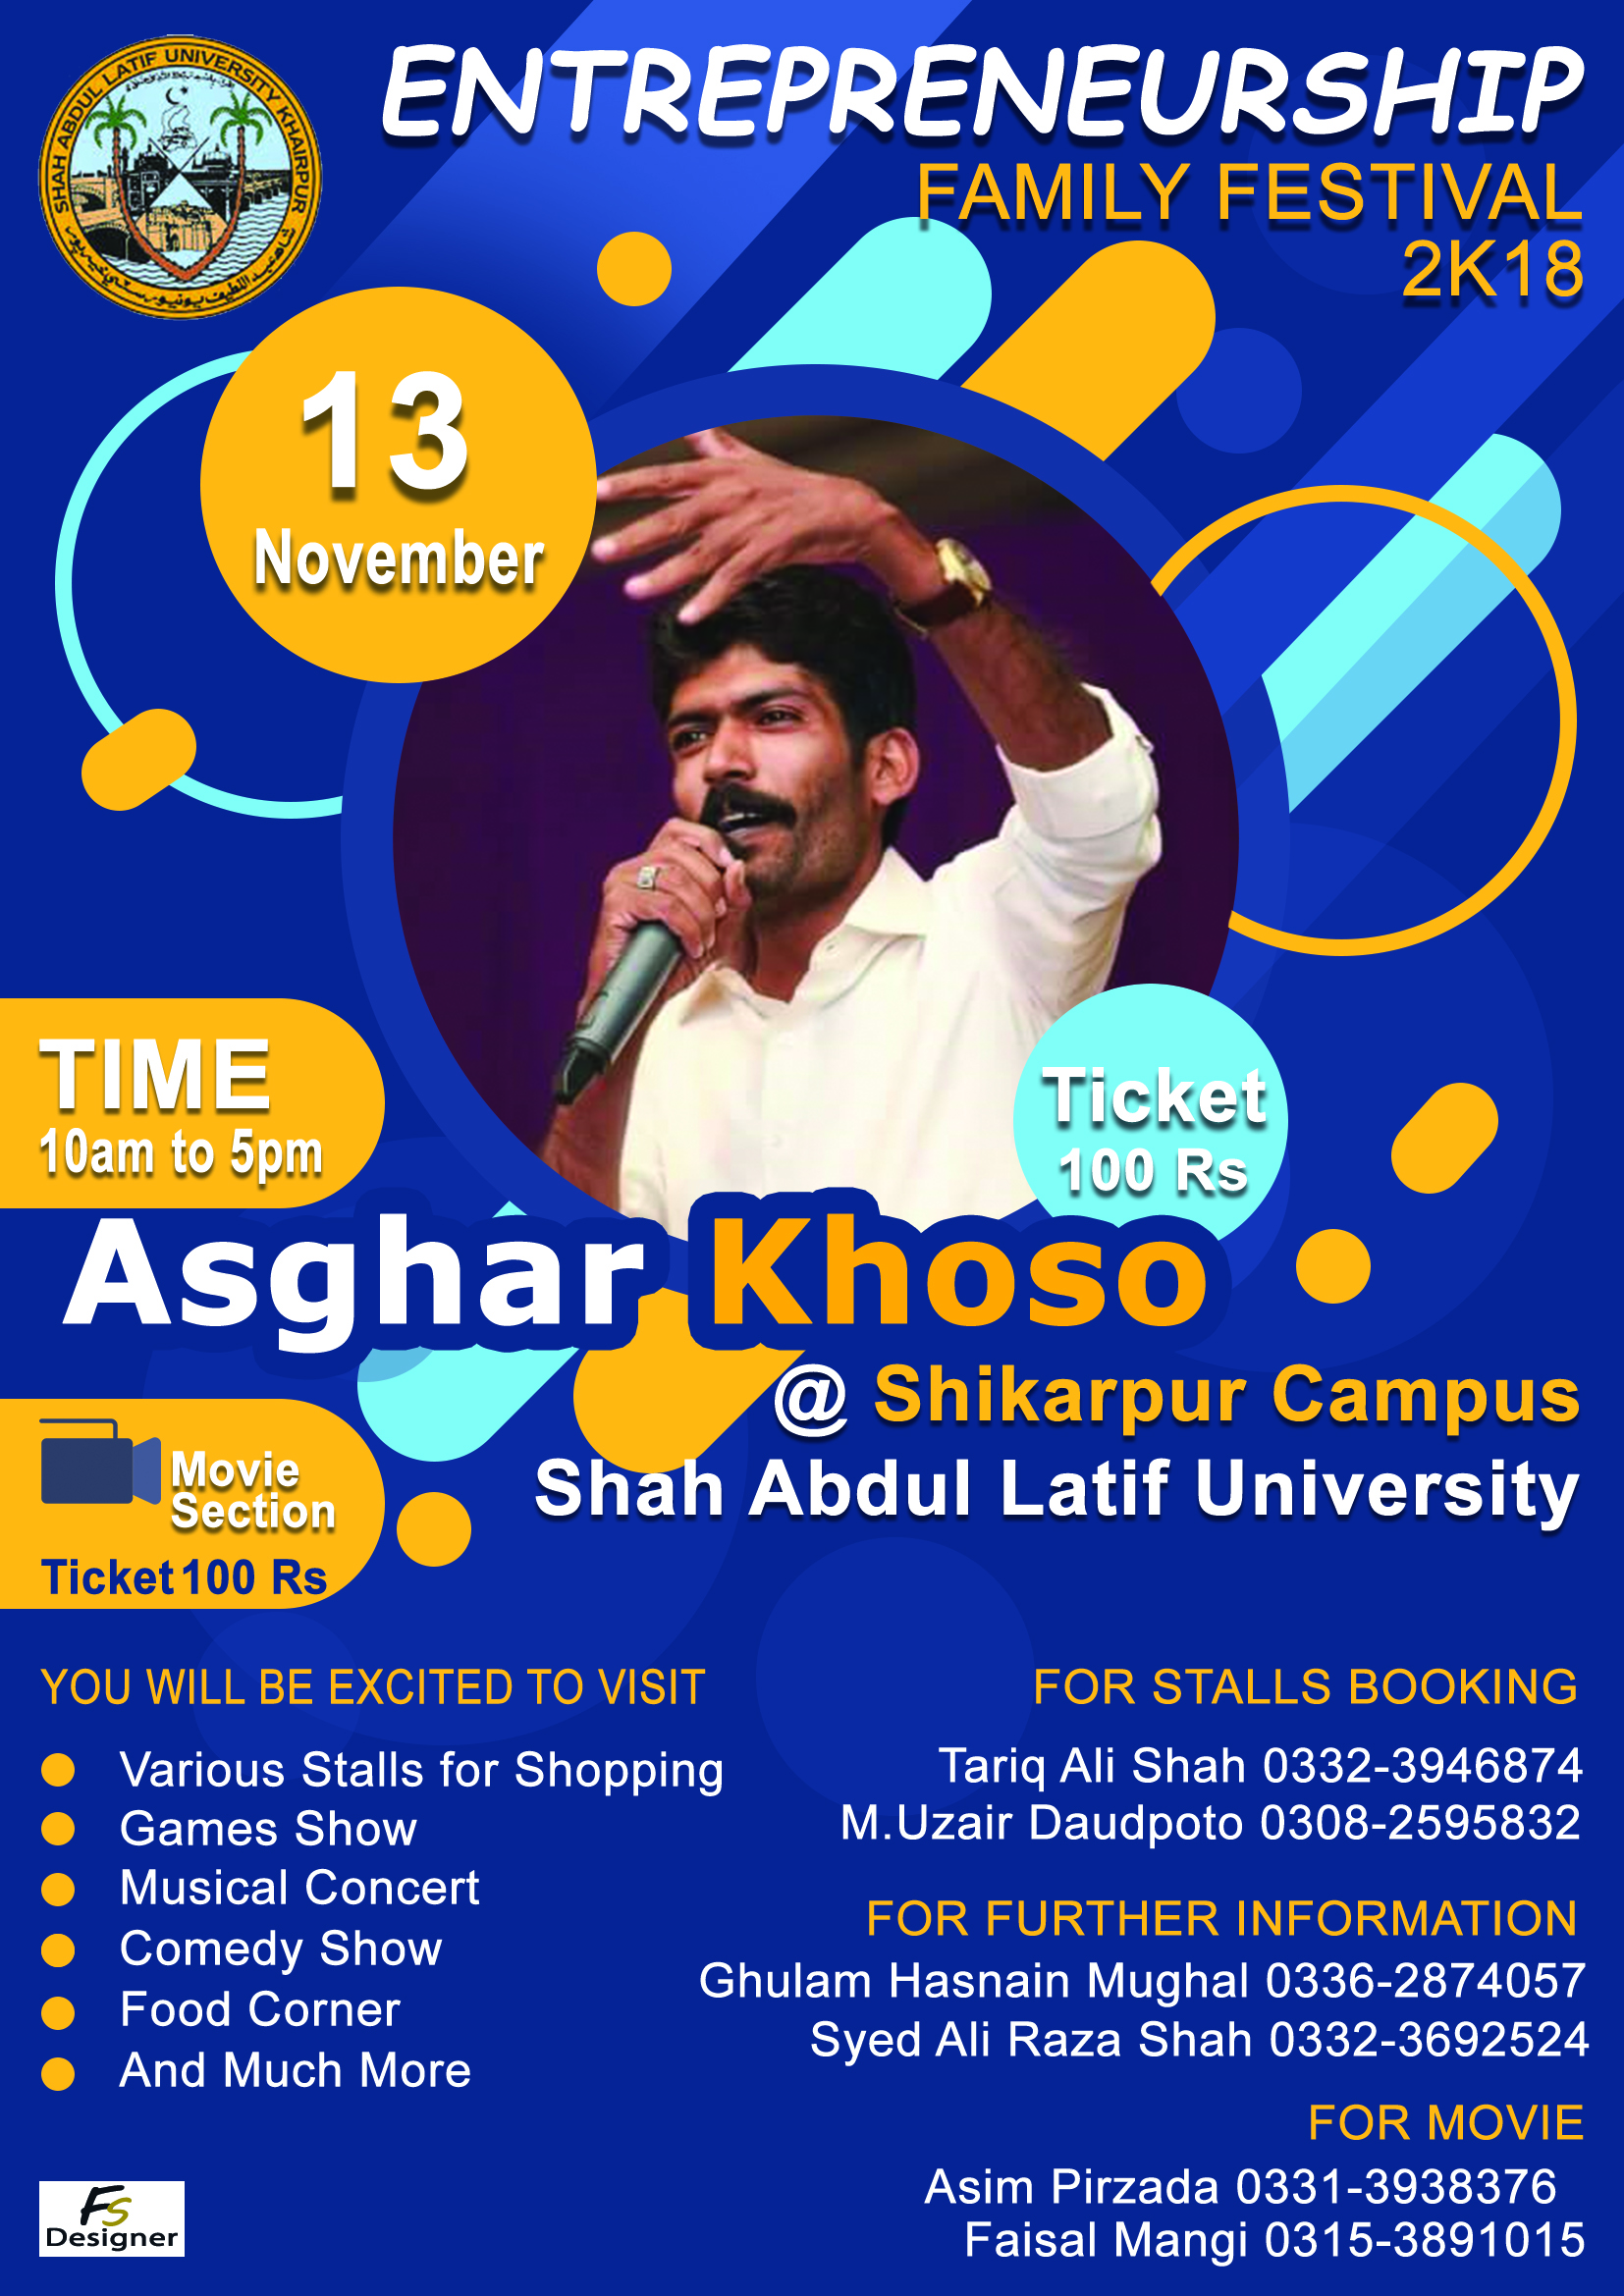 SHAH ABDUL LATIF UNIVERSITY KHAIRPUR
ENTREPRENEURSHIP
FAMILY FESTIVAL
2K18
13
November
TIME
10am to 5pm
Ticket
100 Rs
Asghar Khoso
@ Shikarpur Campus
Shah Abdul Latif University
Movie
Section
Ticket 100 Rs
YOU WILL BE EXCITED TO VISIT
Various Stalls for Shopping
Games Show
Musical Concert
Comedy Show
Food Corner
And Much More
FOR STALLS BOOKING
Tariq Ali Shah 0332-3946874
M.Uzair Daudpoto 0308-2595832
FOR FURTHER INFORMATION
Ghulam Hasnain Mughal 0336-2874057
Syed Ali Raza Shah 0332-3692524
FOR MOVIE
Asim Pirzada 0331-3938376
Faisal Mangi 0315-3891015
FS
Designer